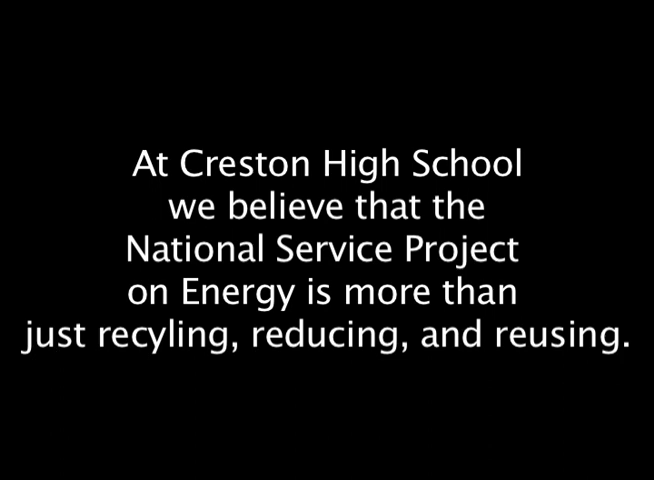 At Creston High School
we believe that the
National Service Project
on Energy is more than
just recyling, reducing, and reusing.